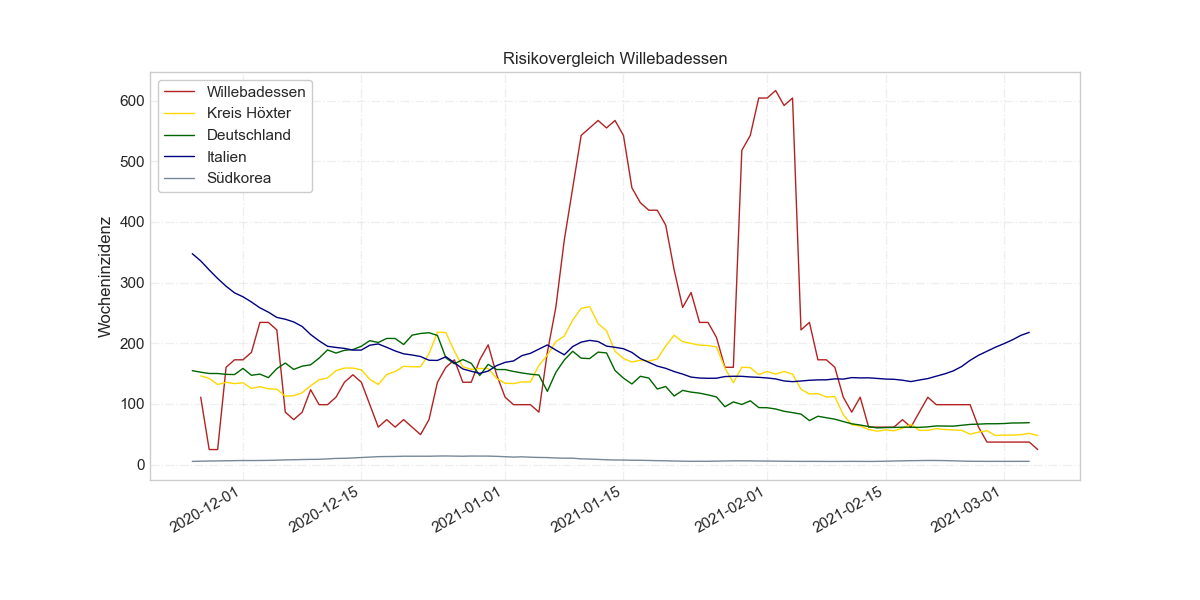 Risikovergleich Willebadessen
Willebadessen
Kreis Höxter
Deutschland
Italien
Südkorea
Wocheninzidenz
600
500
400
300
200
100
0
2020-12-01
2020-12-15
2021-01-01
2021-01-15
2021-02-01
2021-02-15
2021-03-01